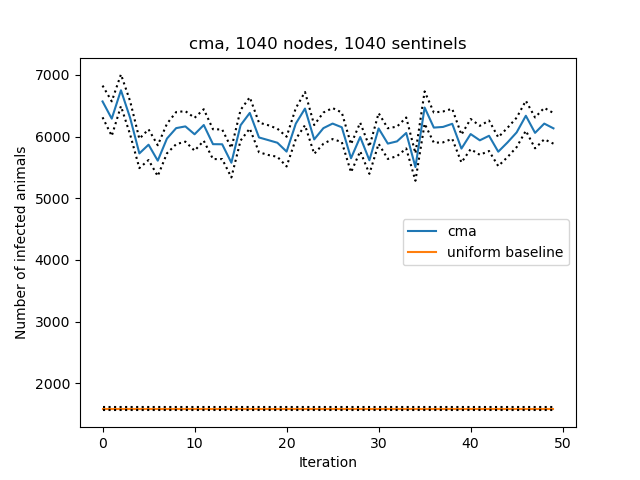 cma, 1040 nodes, 1040 sentinels
Number of infected animals
7000
6000
5000
4000
3000
2000
cma
uniform baseline
0 10 20 30 40 50
Iteration